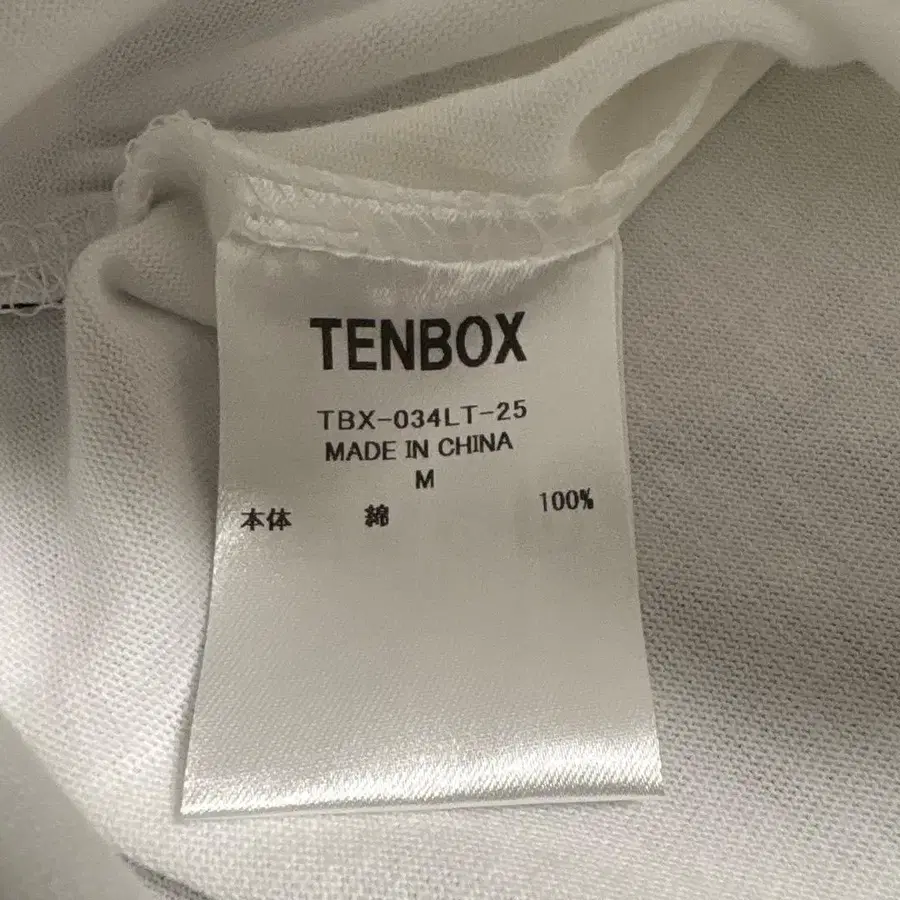 TENBOX
TBX-034LT-25
MADE IN CHINA
M
本体 綿 100%